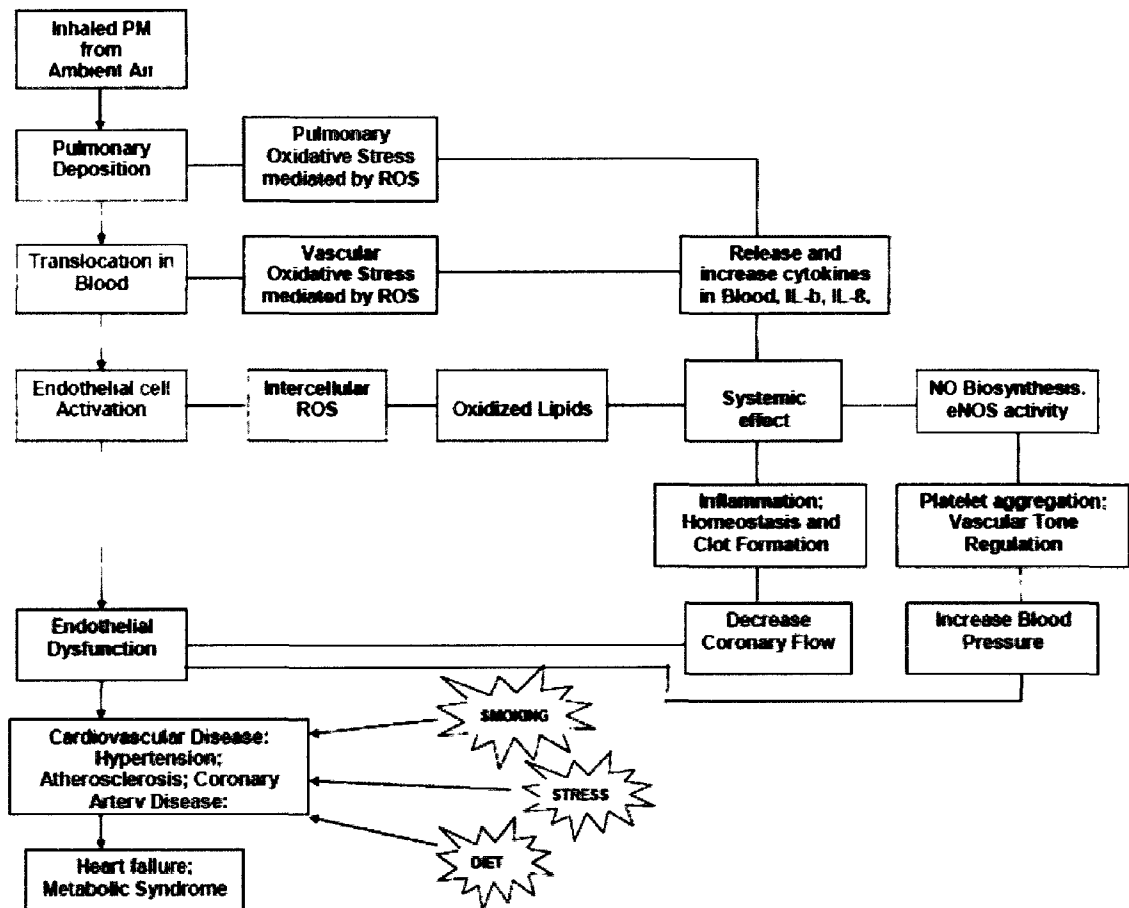 Inhaled PM
from
Ambient Air
Pulmonary
Deposition
Pulmonary
Oxidative Stress
mediated by ROS
Translocation in
Blood
Vascular
Oxidative Stress
mediated by ROS
Release and
increase cytokines
in Blood, IL-b, IL-8.
Endothelial cell
Activation
Intercellular
ROS
Oxidized Lipids
Systemic
effect
NO Biosynthesis.
eNOS activity
Inflammation;
Homeostasis and
Clot Formation
Platelet aggregation;
Vascular Tone
Regulation
Endothelial
Dysfunction
Decrease
Coronary Flow
Increase Blood
Pressure
SMOKING
Cardiovascular Disease:
Hypertension;
Atherosclerosis; Coronary
Artery Disease:
STRESS
DIET
Heart failure;
Metabolic Syndrome